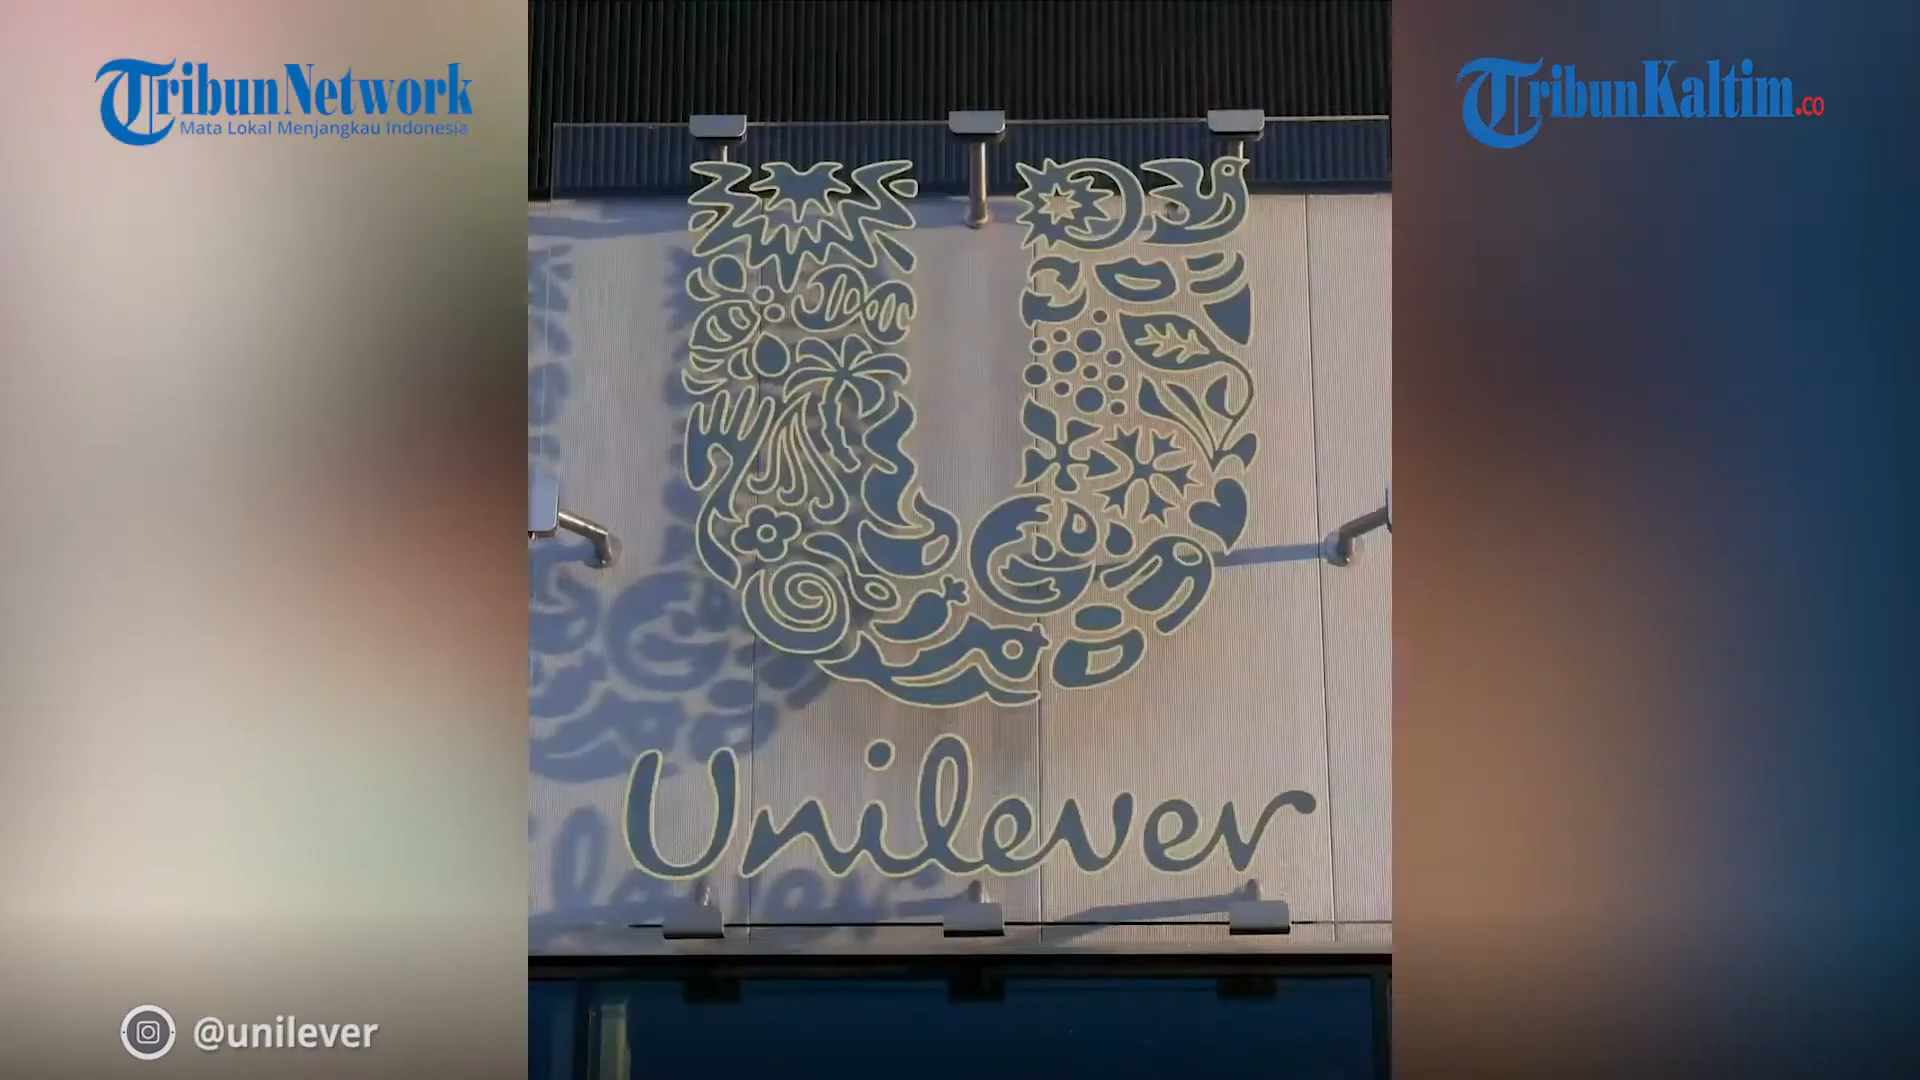 TribunNetwork
Mata Lokal Menjangkau Indonesia
TribunKaltim.co
Unilever
@unilever